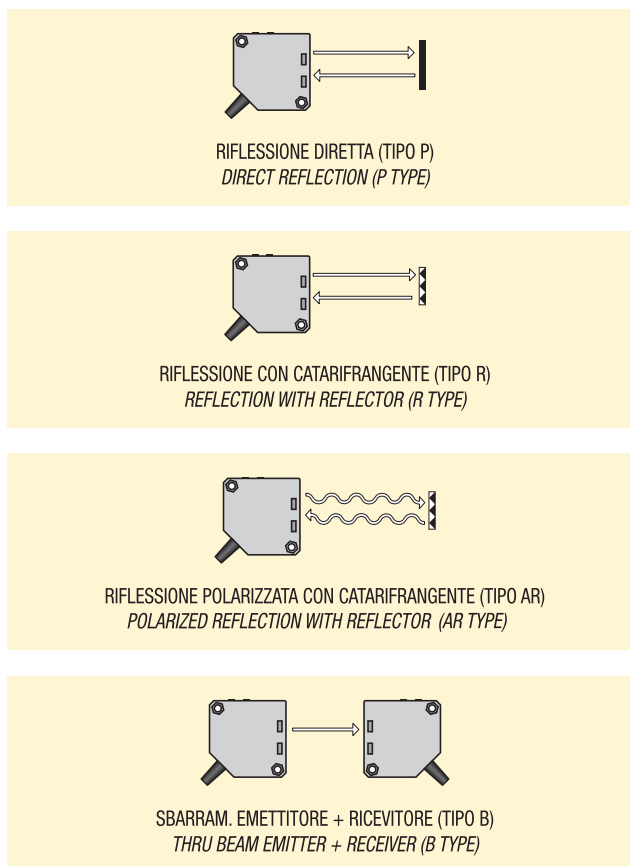 RIFLESSIONE DIRETTA (TIPO P)
DIRECT REFLECTION (P TYPE)
RIFLESSIONE CON CATARIFRANGENTE (TIPO R)
REFLECTION WITH REFLECTOR (R TYPE)
RIFLESSIONE POLARIZZATA CON CATARIFRANGENTE (TIPO AR)
POLARIZED REFLECTION WITH REFLECTOR (AR TYPE)
SBARRAM. EMETTITORE + RICEVITORE (TIPO B)
THRU BEAM EMITTER + RECEIVER (B TYPE)